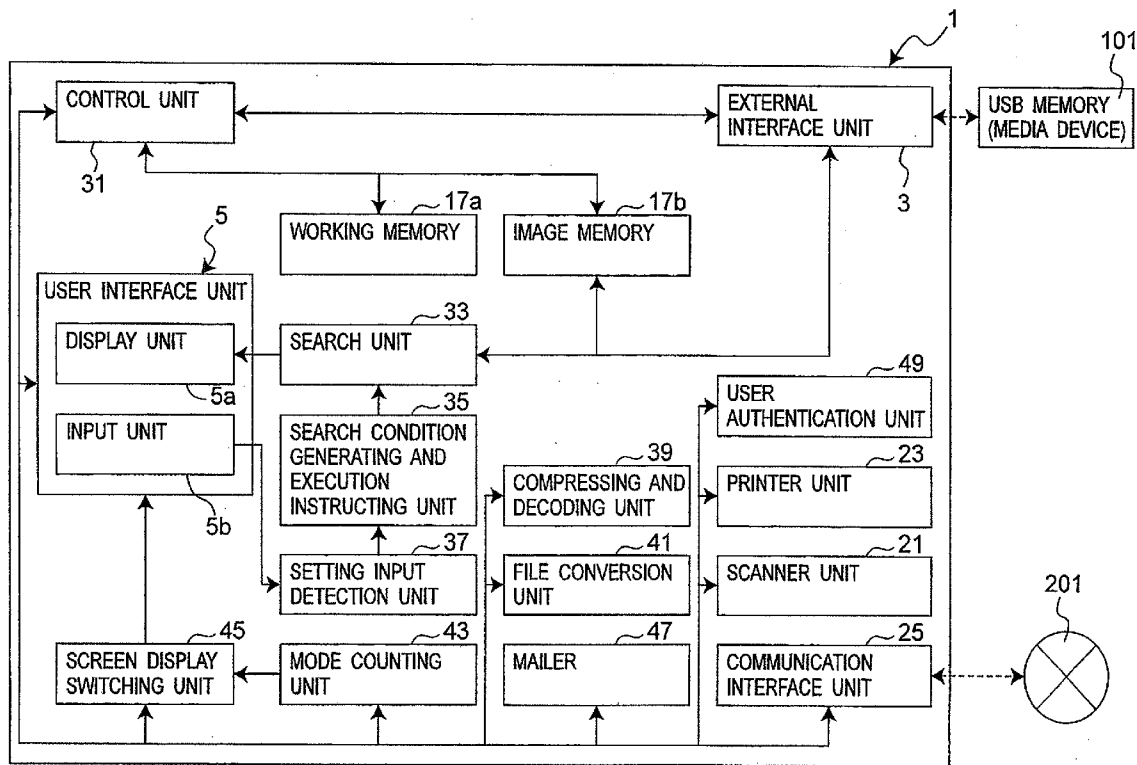 1
101
CONTROL UNIT
31
EXTERNAL
INTERFACE UNIT
3
USB MEMORY
(MEDIA DEVICE)
17a
WORKING MEMORY
17b
IMAGE MEMORY
5
USER INTERFACE UNIT
DISPLAY UNIT
5a
INPUT UNIT
5b
33
SEARCH UNIT
35
SEARCH CONDITION
GENERATING AND
EXECUTION
INSTRUCTING UNIT
37
SETTING INPUT
DETECTION UNIT
39
COMPRESSING AND
DECODING UNIT
41
FILE CONVERSION
UNIT
49
USER
AUTHENTICATION UNIT
23
PRINTER UNIT
21
SCANNER UNIT
45
SCREEN DISPLAY
SWITCHING UNIT
43
MODE COUNTING
UNIT
47
MAILER
25
COMMUNICATION
INTERFACE UNIT
201